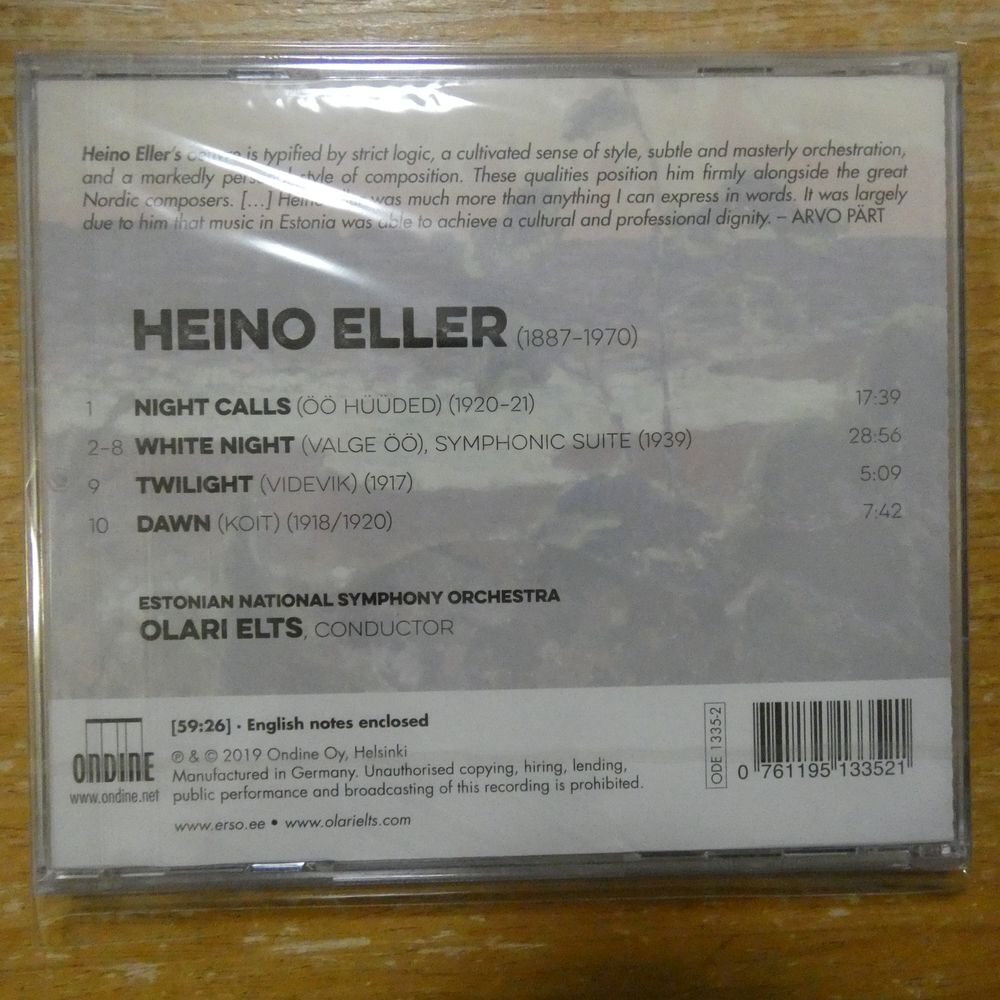 Heino Eller's oeuvre is typified by strict logic, a cultivated sense of style, subtle and masterly orchestration,
and a markedly personal style of composition. These qualities position him firmly alongside the great
Nordic composers. [...] Heino Eller was much more than anything I can express in words. It was largely
due to him that music in Estonia was able to achieve a cultural and professional dignity. – ARVO PÄRT
HEINO ELLER (1887–1970)
1 NIGHT CALLS (ÖÖ HÜÜDED) (1920–21) 17:39
2–8 WHITE NIGHT (VALGE ÖÖ), SYMPHONIC SUITE (1939) 28:56
9 TWILIGHT (VIDEVIK) (1917) 5:09
10 DAWN (KOIT) (1918/1920) 7:42
ESTONIAN NATIONAL SYMPHONY ORCHESTRA
OLARI ELTS, CONDUCTOR
ONDINE
www.ondine.net
[59:26] · English notes enclosed
℗ & © 2019 Ondine Oy, Helsinki
Manufactured in Germany. Unauthorised copying, hiring, lending,
public performance and broadcasting of this recording is prohibited.
www.erso.ee • www.olarielts.com
ODE 1335-2
0 761195 133521